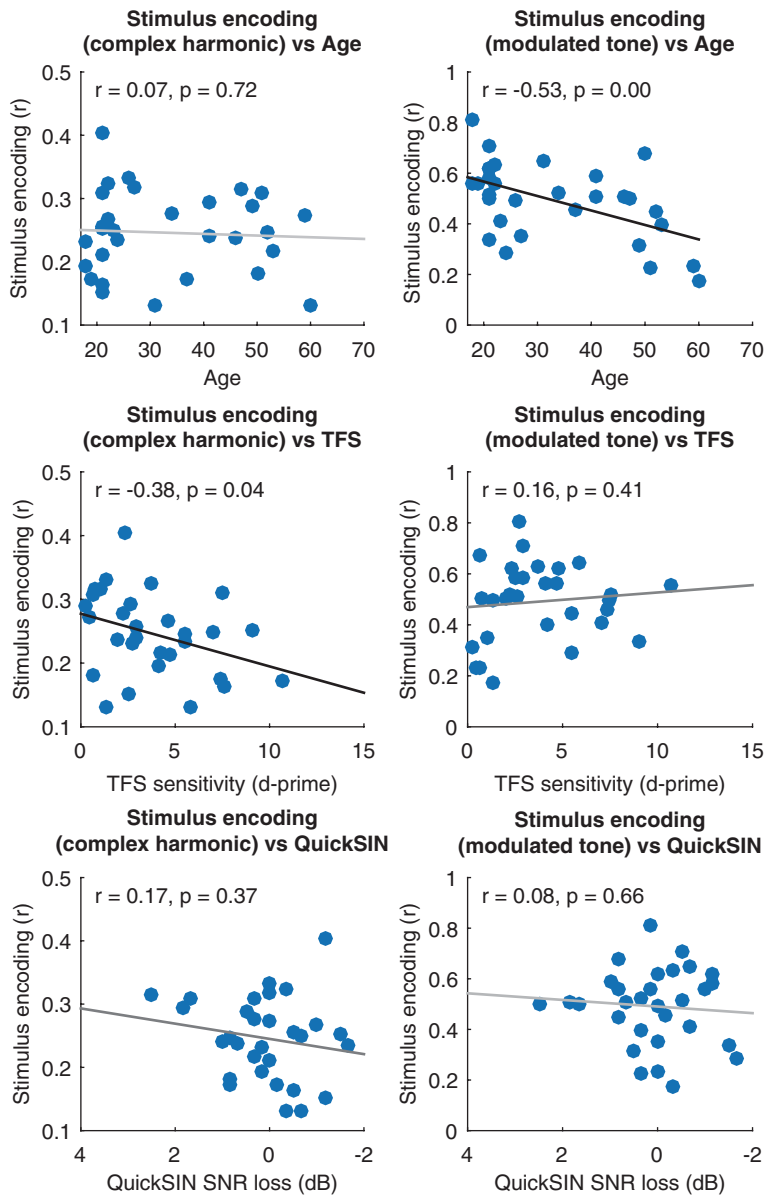 Stimulus encoding
(complex harmonic) vs Age
r = 0.07, p = 0.72
Stimulus encoding (r)
0.5
0.4
0.3
0.2
0.1
20 30 40 50 60 70
Age
Stimulus encoding
(modulated tone) vs Age
r = -0.53, p = 0.00
Stimulus encoding (r)
1
0.8
0.6
0.4
0.2
0
20 30 40 50 60 70
Age
Stimulus encoding
(complex harmonic) vs TFS
r = -0.38, p = 0.04
Stimulus encoding (r)
0.5
0.4
0.3
0.2
0.1
0 5 10 15
TFS sensitivity (d-prime)
Stimulus encoding
(modulated tone) vs TFS
r = 0.16, p = 0.41
Stimulus encoding (r)
1
0.8
0.6
0.4
0.2
0
0 5 10 15
TFS sensitivity (d-prime)
Stimulus encoding
(complex harmonic) vs QuickSIN
r = 0.17, p = 0.37
Stimulus encoding (r)
0.5
0.4
0.3
0.2
0.1
4 2 0 -2
QuickSIN SNR loss (dB)
Stimulus encoding
(modulated tone) vs QuickSIN
r = 0.08, p = 0.66
Stimulus encoding (r)
1
0.8
0.6
0.4
0.2
0
4 2 0 -2
QuickSIN SNR loss (dB)